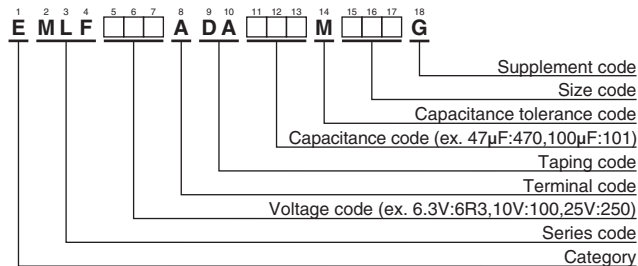 1 2 3 4 5 6 7 8 9 10 11 12 13 14 15 16 17 18
E MLF □□□ A DA □□□ M □□□ G
Supplement code
Size code
Capacitance tolerance code
Capacitance code (ex. 47µF:470,100µF:101)
Taping code
Terminal code
Voltage code (ex. 6.3V:6R3,10V:100,25V:250)
Series code
Category